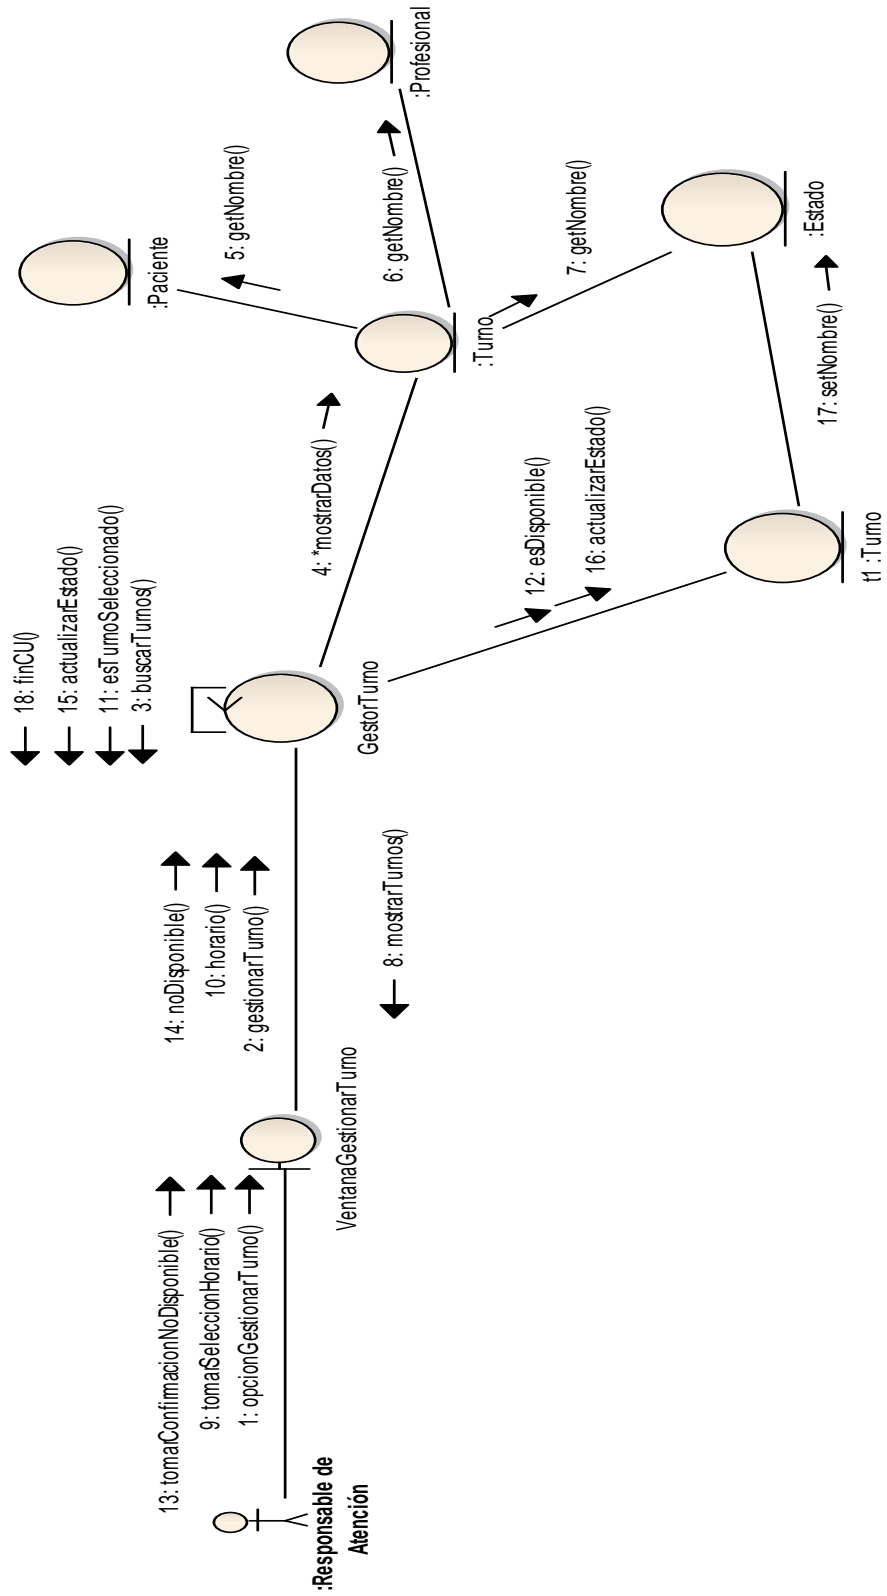 :Responsable de
Atención
13: tomarConfirmacionNoDisponible()
9: tomarSeleccionHorario()
1: opcionGestionarTurno()
VentanaGestionarTurno
14: noDisponible()
10: horario()
2: gestionarTurno()
8: mostrarTurnos()
18: finCU()
15: actualizarEstado()
11: esTurnoSeleccionado()
3: buscarTurnos()
GestorTurno
4: *mostrarDatos()
12: esDisponible()
16: actualizarEstado()
:Paciente
5: getNombre()
6: getNombre()
:Profesional
:Turno
7: getNombre()
:Estado
17: setNombre()
t1 :Turno